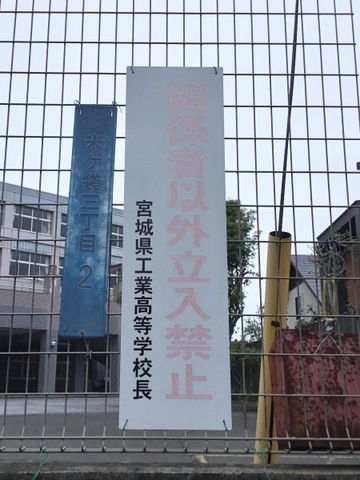 関係者以外立入禁止
宮城県工業高等学校長
米ケ袋三丁目2